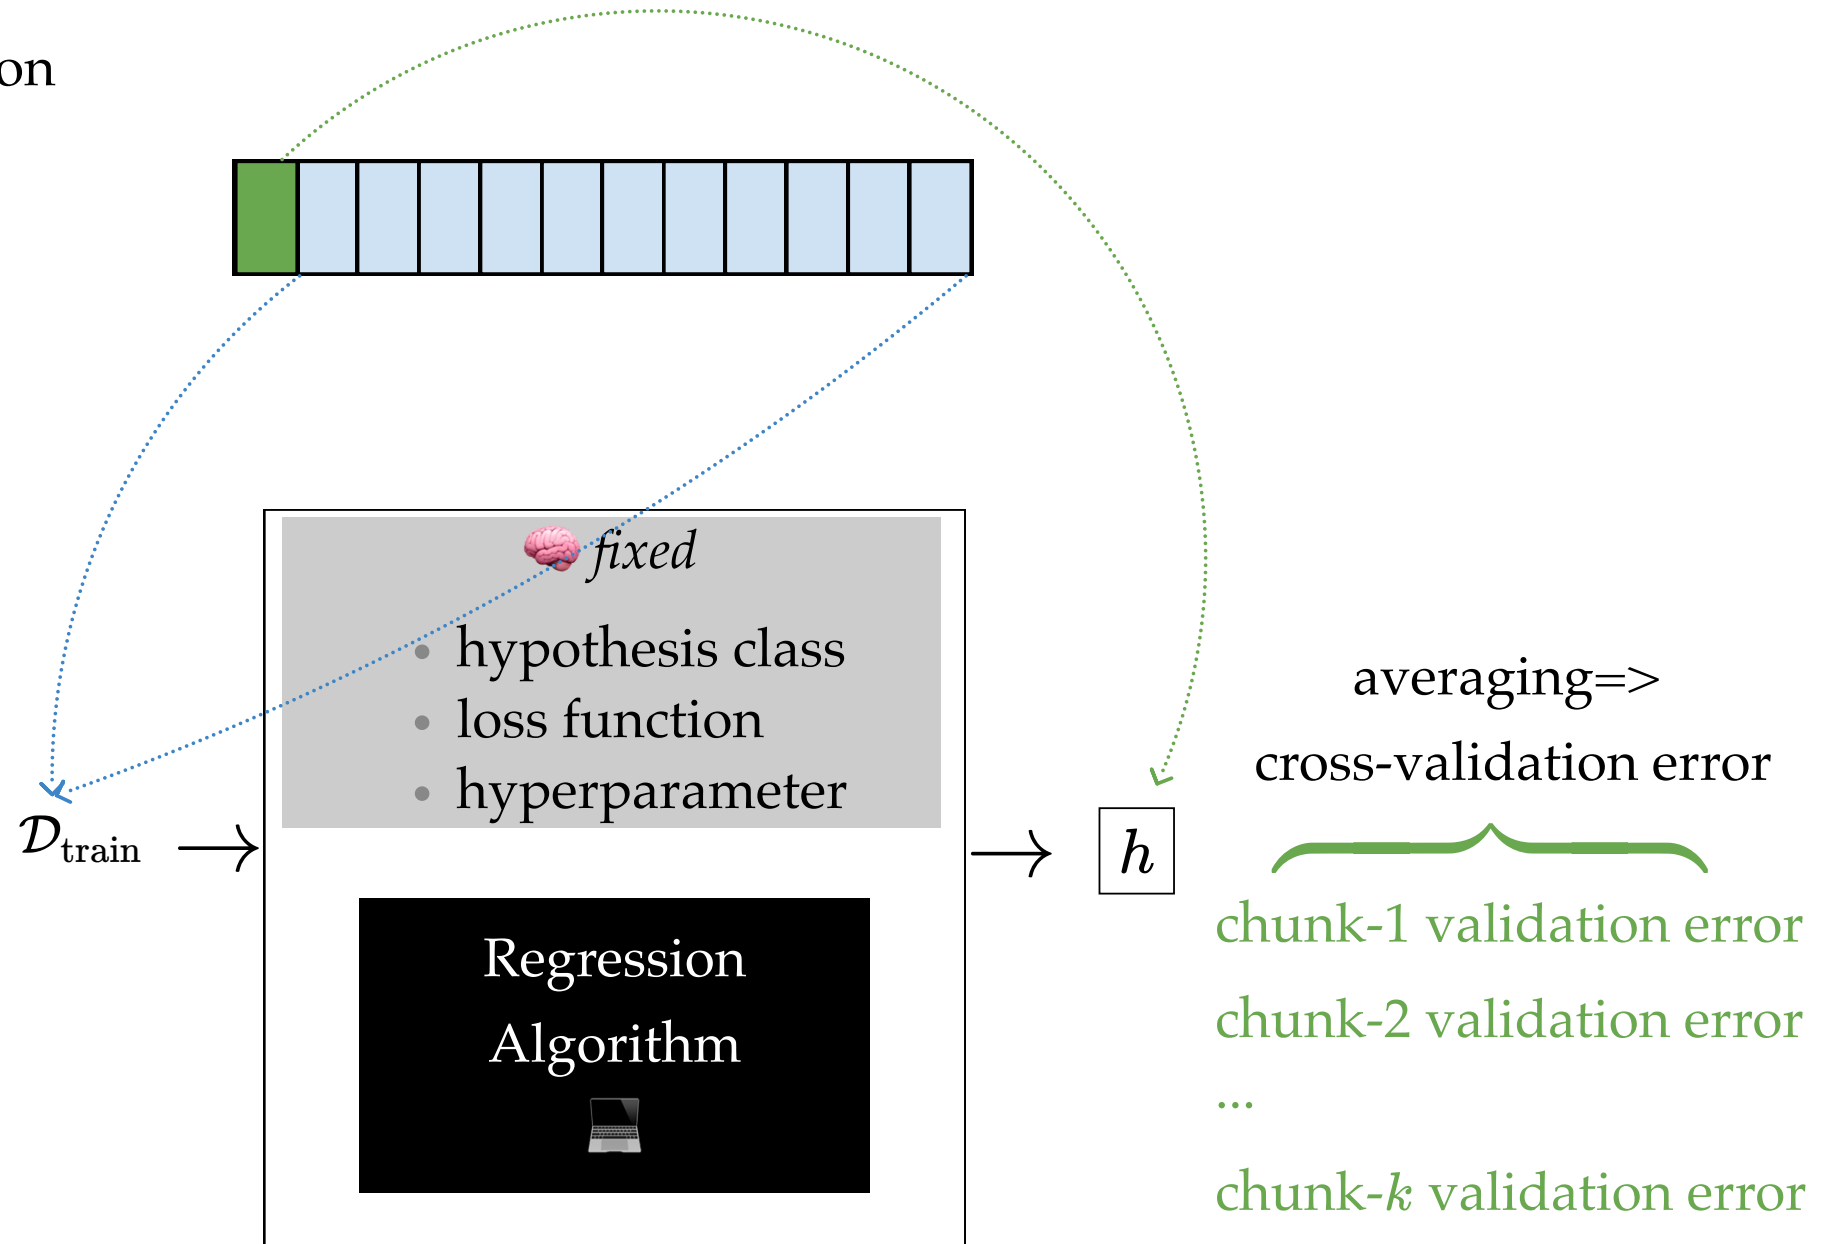 on
fixed
hypothesis class
loss function
hyperparameter
𝒟train
Regression
Algorithm
h
averaging=>
cross-validation error
chunk-1 validation error
chunk-2 validation error
...
chunk-k validation error